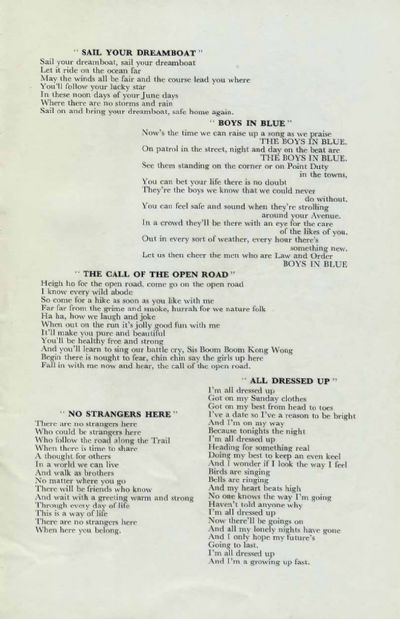 " SAIL YOUR DREAMBOAT "
Sail your dreamboat, sail your dreamboat
Let it ride on the ocean far
May the winds all be fair and the course lead you where
You'll follow your lucky star
In these noon days of your June days
Where there are no storms and rain
Sail on and bring your dreamboat, safe home again.
" BOYS IN BLUE "
Now's the time we can raise up a song as we praise
THE BOYS IN BLUE.
On patrol in the street, night and day on the beat are
THE BOYS IN BLUE.
See them standing on the corner or on Point Duty
in the towns,
You can bet your life there is no doubt
They're the boys we know that we could never
do without.
You can feel safe and sound when they're strolling
around your Avenue.
In a crowd they'll be there with an eye for the care
of the likes of you.
Out in every sort of weather, every hour there's
something new.
Let us then cheer the men who are Law and Order
BOYS IN BLUE
" THE CALL OF THE OPEN ROAD "
Heigh ho for the open road, come go on the open road
I know every wild abode
So come for a hike as soon as you like with me
Far far from the grime and smoke, hurrah for we nature folk
Ha ha, how we laugh and joke
When out on the run it's jolly good fun with me
It'll make you pure and beautiful
You'll be healthy free and strong
And you'll learn to sing our battle cry, Sis Boom Boom Kong Wong
Begin there is nought to fear, chin chin say the girls up here
Fall in with me now and hear, the call of the open road.
" NO STRANGERS HERE "
There are no strangers here
Who could be strangers here
Who follow the road along the Trail
When there is time to share
A thought for others
In a world we can live
And walk as brothers
No matter where you go
There will be friends who know
And wait with a greeting warm and strong
Through every day of life
This is a way of life
There are no strangers here
When here you belong.
" ALL DRESSED UP "
I'm all dressed up
Got on my Sunday clothes
Got on my best from head to toes
I've a date so I've a reason to be bright
And I'm on my way
Because tonights the night
I'm all dressed up
Heading for something real
Doing my best to keep an even keel
And I wonder if I look the way I feel
Birds are singing
Bells are ringing
And my heart beats high
No one knows the way I'm going
Haven't told anyone why
I'm all dressed up
Now there'll be goings on
And all my lonely nights have gone
And I only hope my future's
Going to last.
I'm all dressed up
And I'm a growing up fast.